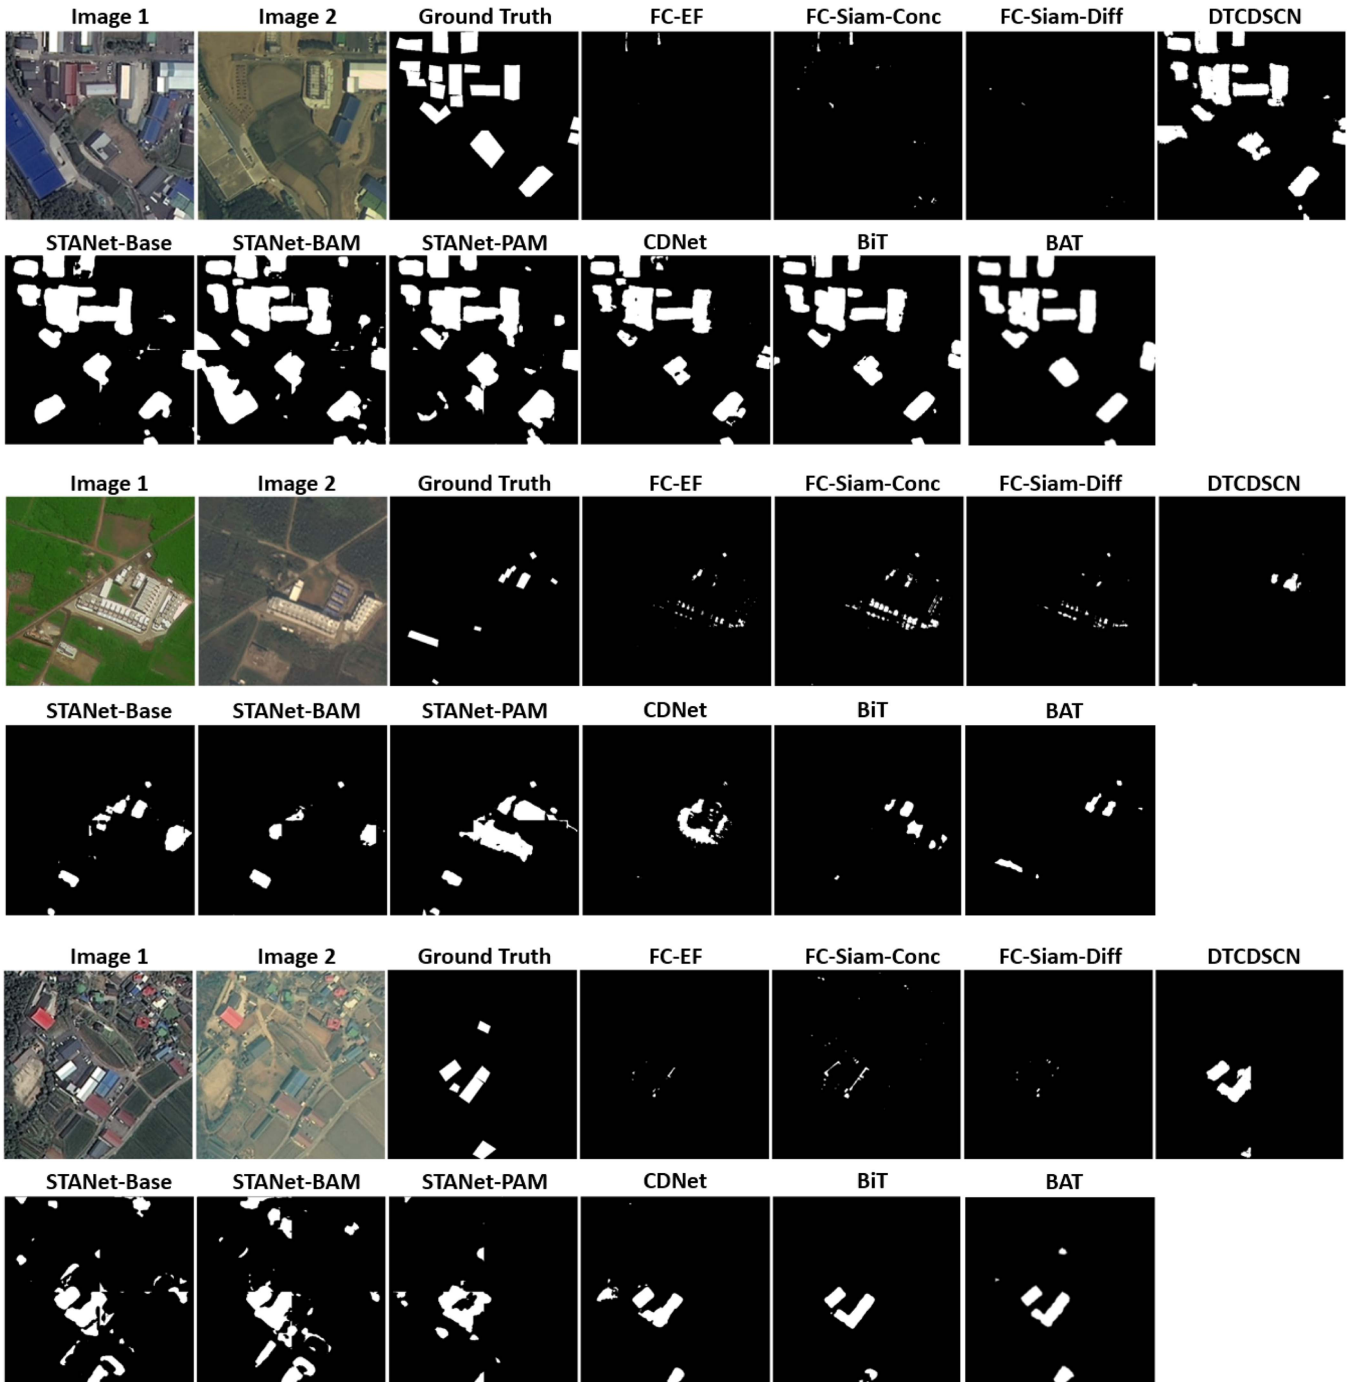 Image 1 Image 2 Ground Truth FC-EF FC-Siam-Conc FC-Siam-Diff DTCDSCN
STANet-Base STANet-BAM STANet-PAM CDNet BiT BAT
Image 1 Image 2 Ground Truth FC-EF FC-Siam-Conc FC-Siam-Diff DTCDSCN
STANet-Base STANet-BAM STANet-PAM CDNet BiT BAT
Image 1 Image 2 Ground Truth FC-EF FC-Siam-Conc FC-Siam-Diff DTCDSCN
STANet-Base STANet-BAM STANet-PAM CDNet BiT BAT